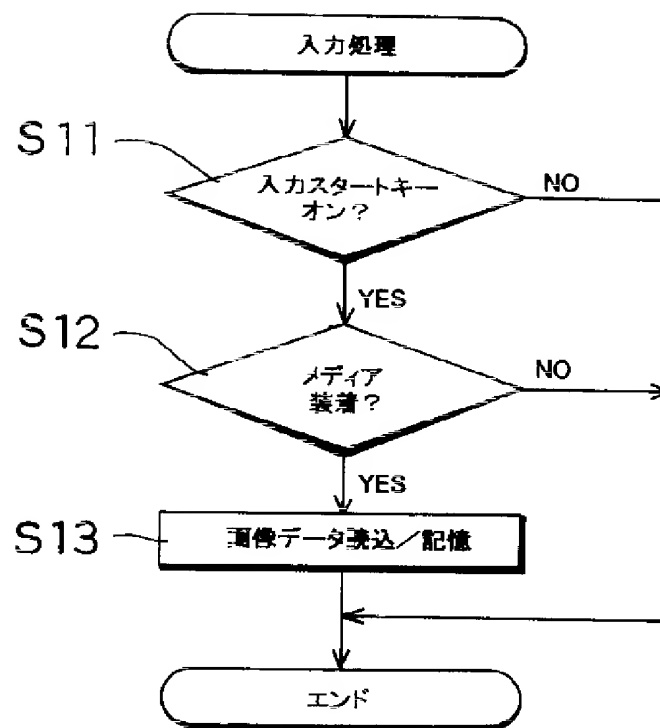 入力処理
S11
入力スタートキー
オン？
NO
YES
S12
メディア
装着？
NO
YES
S13
画像データ読込／記憶
エンド